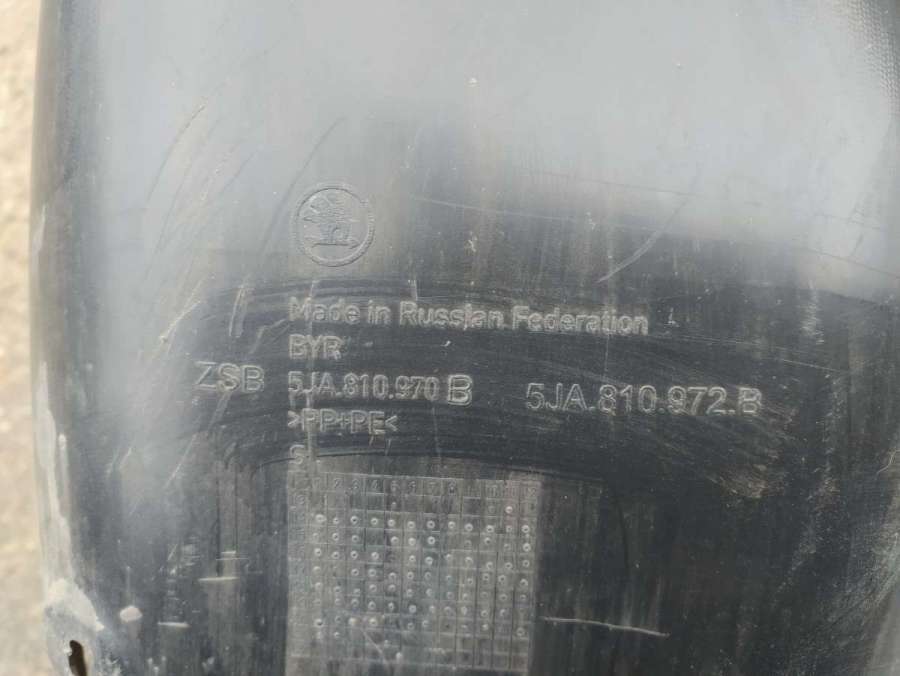 Made in Russian Federation
BYR
ZSB 5JA.810.970 B 5JA.810.972.B
>PP+PE<